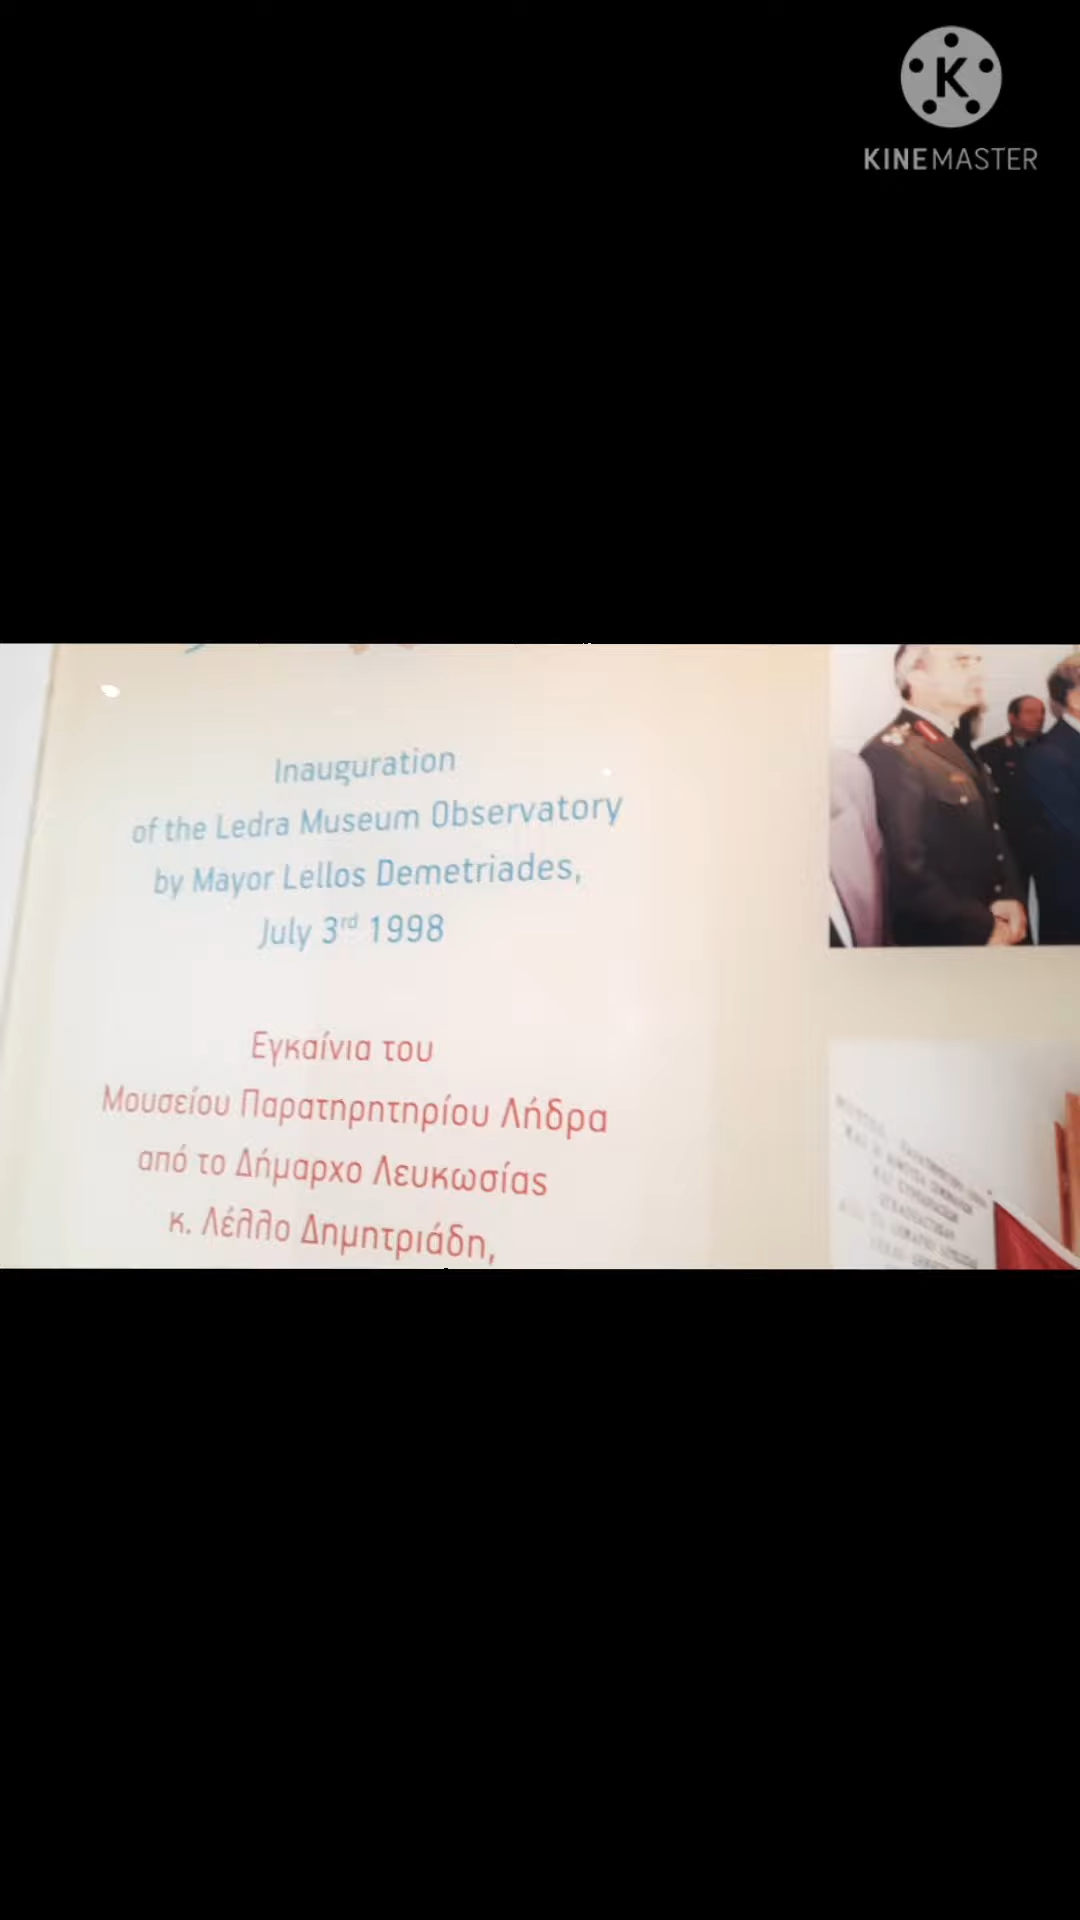 KINEMASTER
Inauguration
of the Ledra Museum Observatory
by Mayor Lellos Demetriades,
July 3rd 1998
Εγκαίνια του
Μουσείου Παρατηρητηρίου Λήδρα
από το Δήμαρχο Λευκωσίας
κ. Λέλλο Δημητριάδη,